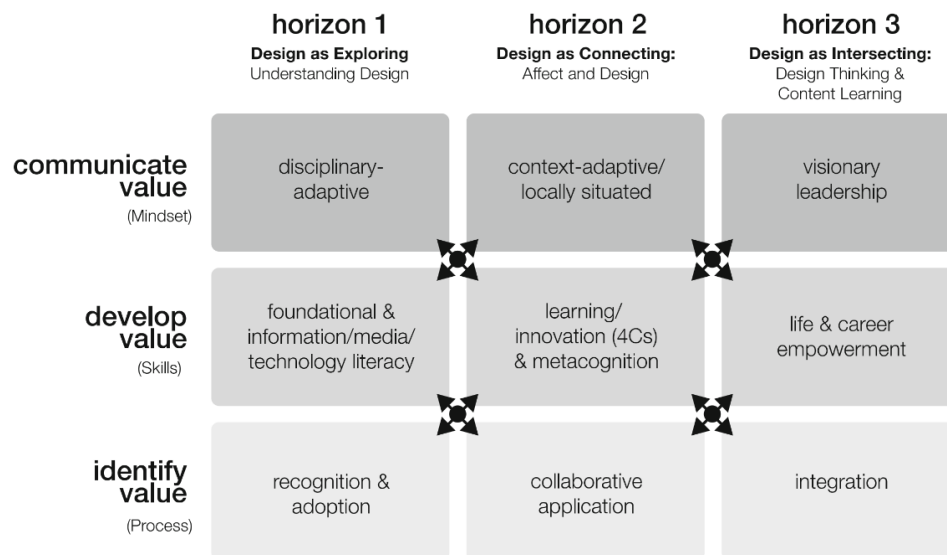 horizon 1
Design as Exploring
Understanding Design
horizon 2
Design as Connecting:
Affect and Design
horizon 3
Design as Intersecting:
Design Thinking &
Content Learning
communicate
value
(Mindset)
disciplinary-
adaptive
context-adaptive/
locally situated
visionary
leadership
develop
value
(Skills)
foundational &
information/media/
technology literacy
learning/
innovation (4Cs)
& metacognition
life & career
empowerment
identify
value
(Process)
recognition &
adoption
collaborative
application
integration